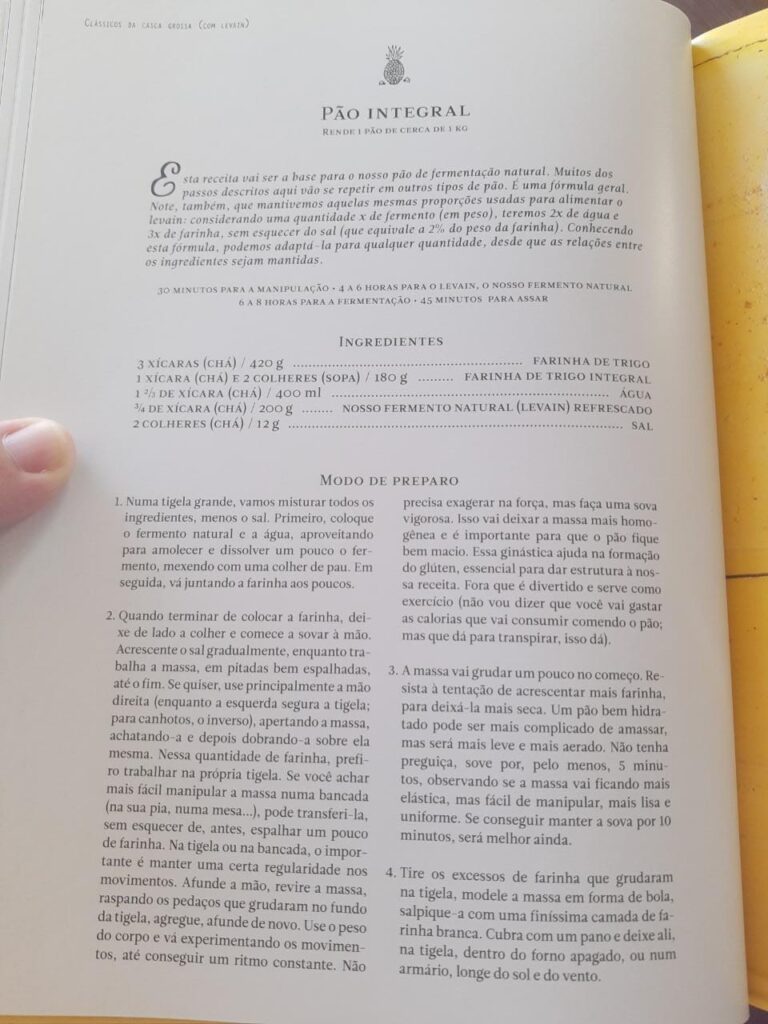 Clássicos da casca grossa (com levain)
Pão integral
Rende 1 pão de cerca de 1 kg
Esta receita vai ser a base para o nosso pão de fermentação natural. Muitos dos
passos descritos aqui vão se repetir em outros tipos de pão. É uma fórmula geral.
Note, também, que mantivemos aquelas mesmas proporções usadas para alimentar o
levain: considerando uma quantidade x de fermento (em peso), teremos 2x de água e
3x de farinha, sem esquecer do sal (que equivale a 2% do peso da farinha). Conhecendo
esta fórmula, podemos adaptá-la para qualquer quantidade, desde que as relações entre
os ingredientes sejam mantidas.
30 minutos para a manipulação • 4 a 6 horas para o levain, o nosso fermento natural
6 a 8 horas para a fermentação • 45 minutos para assar
Ingredientes
3 xícaras (chá) / 420 g ........ farinha de trigo
1 xícara (chá) e 2 colheres (sopa) / 180 g ........ farinha de trigo integral
1 2/3 de xícara (chá) / 400 ml ........ água
3/4 de xícara (chá) / 200 g ........ nosso fermento natural (levain) refrescado
2 colheres (chá) / 12 g ........ sal
Modo de preparo
1. Numa tigela grande, vamos misturar todos os
ingredientes, menos o sal. Primeiro, coloque
o fermento natural e a água, aproveitando
para amolecer e dissolver um pouco o fer-
mento, mexendo com uma colher de pau. Em
seguida, vá juntando a farinha aos poucos.
2. Quando terminar de colocar a farinha, dei-
xe de lado a colher e comece a sovar à mão.
Acrescente o sal gradualmente, enquanto tra-
balha a massa, em pitadas bem espalhadas,
até o fim. Se quiser, use principalmente a mão
direita (enquanto a esquerda segura a tigela;
para canhotos, o inverso), apertando a massa,
achatando-a e depois dobrando-a sobre ela
mesma. Nessa quantidade de farinha, prefi-
ro trabalhar na própria tigela. Se você achar
mais fácil manipular a massa numa bancada
(na sua pia, numa mesa...), pode transferi-la,
sem esquecer de, antes, espalhar um pouco
de farinha. Na tigela ou na bancada, o impor-
tante é manter uma certa regularidade nos
movimentos. Afunde a mão, revire a massa,
raspando os pedaços que grudaram no fundo
da tigela, agregue, afunde de novo. Use o peso
do corpo e vá experimentando os movimen-
tos, até conseguir um ritmo constante. Não
precisa exagerar na força, mas faça uma sova
vigorosa. Isso vai deixar a massa mais homo-
gênea e é importante para que o pão fique
bem macio. Essa ginástica ajuda na formação
do glúten, essencial para dar estrutura à nos-
sa receita. Fora que é divertido e serve como
exercício (não vou dizer que você vai gastar
as calorias que vai consumir comendo o pão;
mas que dá para transpirar, isso dá).
3. A massa vai grudar um pouco no começo. Re-
sista à tentação de acrescentar mais farinha,
para deixá-la mais seca. Um pão bem hidra-
tado pode ser mais complicado de amassar,
mas será mais leve e mais aerado. Não tenha
preguiça, sove por, pelo menos, 5 minu-
tos, observando se a massa vai ficando mais
elástica, mas fácil de manipular, mais lisa e
uniforme. Se conseguir manter a sova por 10
minutos, será melhor ainda.
4. Tire os excessos de farinha que grudaram
na tigela, modele a massa em forma de bola,
salpique-a com uma finíssima camada de fa-
rinha branca. Cubra com um pano e deixe ali,
na tigela, dentro do forno apagado, ou num
armário, longe do sol e do vento.